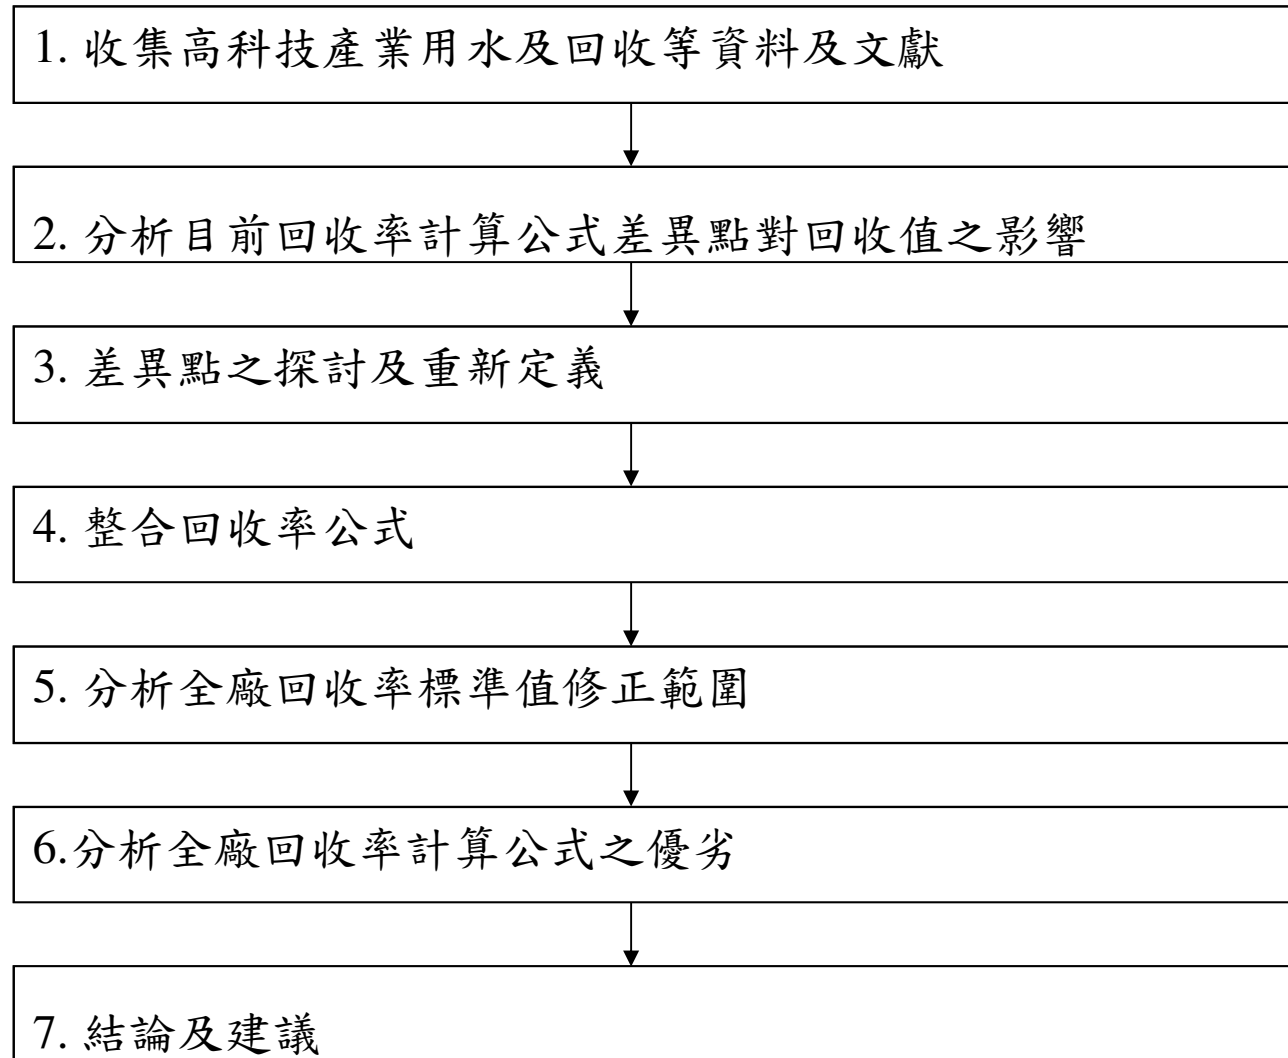 1. 收集高科技產業用水及回收等資料及文獻
2. 分析目前回收率計算公式差異點對回收值之影響
3. 差異點之探討及重新定義
4. 整合回收率公式
5. 分析全廠回收率標準值修正範圍
6.分析全廠回收率計算公式之優劣
7. 結論及建議